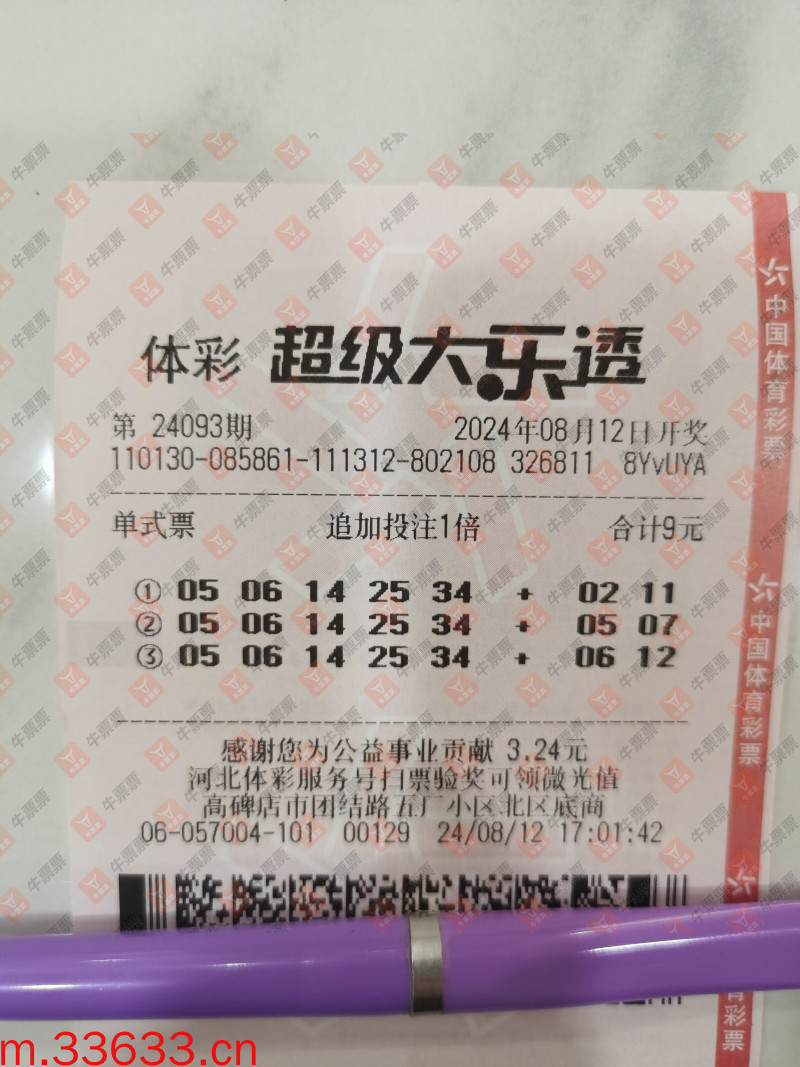 体彩 超级大乐透
第 24093期 2024年08月12日开奖
110130-085861-111312-802108 326811 8YvUYA
单式票 追加投注1倍 合计9元
① 05 06 14 25 34 + 02 11
② 05 06 14 25 34 + 05 07
③ 05 06 14 25 34 + 06 12
感谢您为公益事业贡献 3.24元
河北体彩服务号扫票验奖可领微光值
高碑店市团结路五厂小区北区底商
06-057004-101 00129 24/08/12 17:01:42
中国体育彩票
中国体育彩票
育彩票
牛票票
m.33633.cn